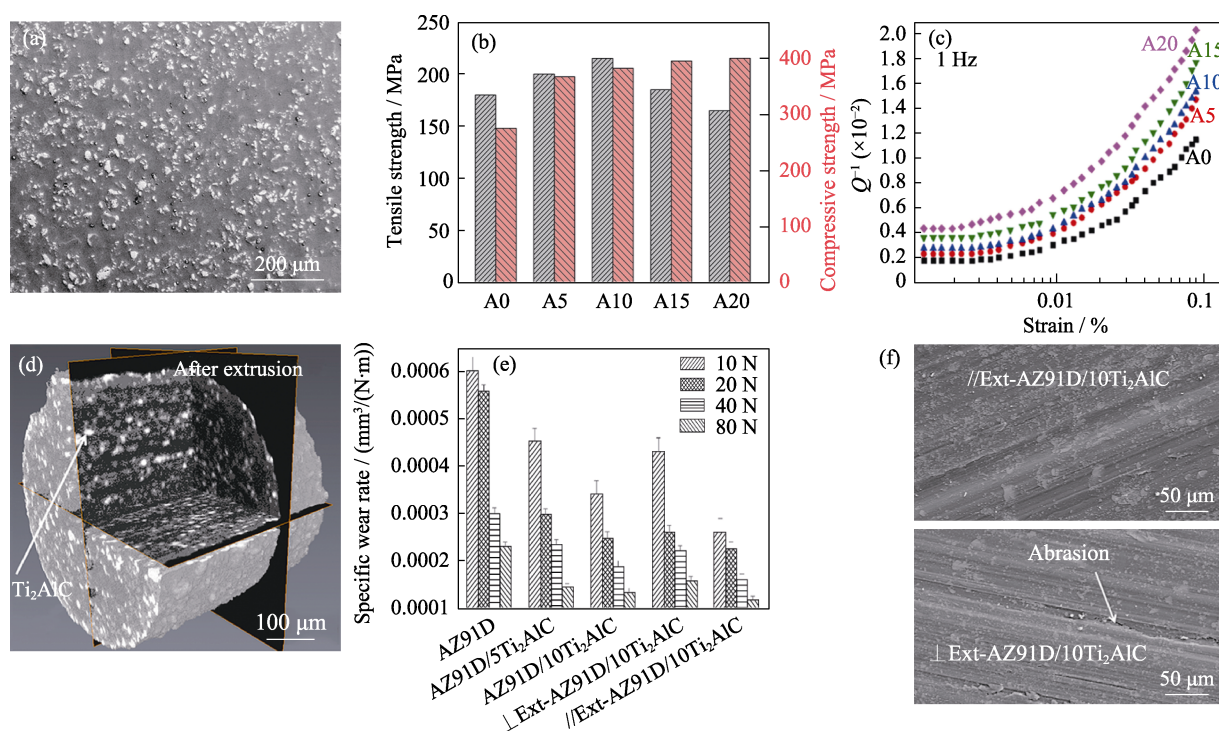 (a)
200 μm
(b)
250
200
150
100
50
0
Tensile strength / MPa
A0 A5 A10 A15 A20
400
300
200
100
0
Compressive strength / MPa
(c)
1 Hz
A20
A15
A10
A5
A0
2.0
1.8
1.6
1.4
1.2
1.0
0.8
0.6
0.4
0.2
0
Q⁻¹ (×10⁻²)
0.01 0.1
Strain / %
(d)
After extrusion
Ti₂AlC
100 μm
(e)
10 N
20 N
40 N
80 N
0.0006
0.0005
0.0004
0.0003
0.0002
0.0001
Specific wear rate / (mm³/(N·m))
AZ91D
AZ91D/5Ti₂AlC
AZ91D/10Ti₂AlC
⊥Ext-AZ91D/10Ti₂AlC
//Ext-AZ91D/10Ti₂AlC
(f)
//Ext-AZ91D/10Ti₂AlC
50 μm
Abrasion
⊥Ext-AZ91D/10Ti₂AlC
50 μm